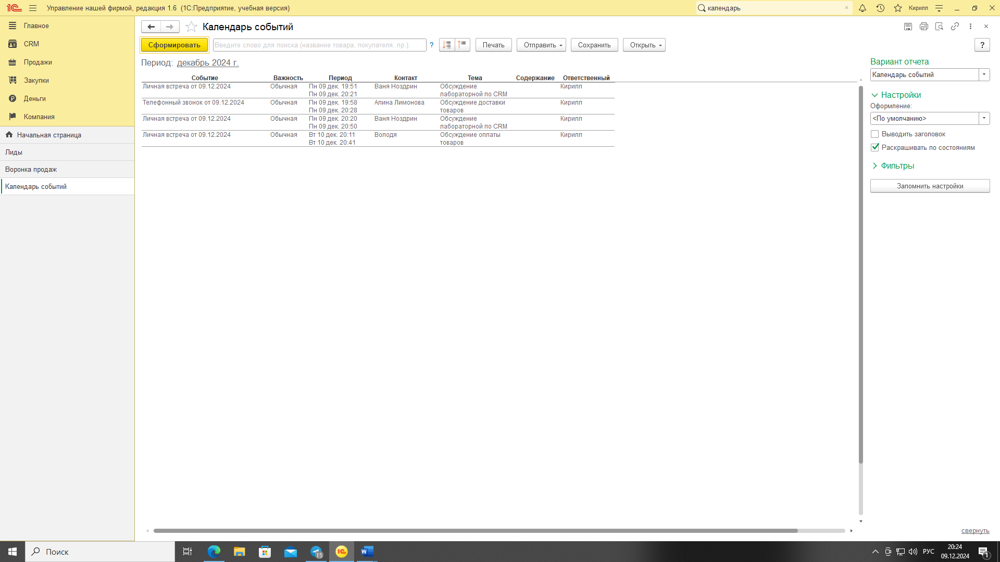 1С Управление нашей фирмой, редакция 1.6 (1С:Предприятие, учебная версия)
календарь
Кирилл
Главное
CRM
Продажи
Закупки
Деньги
Компания
Начальная страница
Лиды
Воронка продаж
Календарь событий
Календарь событий
Сформировать
Введите слово для поиска (название товара, покупателя, пр.).
?
Печать
Отправить
Сохранить
Открыть
?
Период: декабрь 2024 г.
Событие Важность Период Контакт Тема Содержание Ответственный
Личная встреча от 09.12.2024 Обычная Пн 09 дек. 19:51 Ваня Ноздрин Обсуждение Кирилл
Пн 09 дек. 20:21 лабораторной по CRM
Телефонный звонок от 09.12.2024 Обычная Пн 09 дек. 19:58 Алина Лимонова Обсуждение доставки Кирилл
Пн 09 дек. 20:28 товаров
Личная встреча от 09.12.2024 Обычная Пн 09 дек. 20:20 Ваня Ноздрин Обсуждение Кирилл
Пн 09 дек. 20:50 лабораторной по CRM
Личная встреча от 09.12.2024 Обычная Вт 10 дек. 20:11 Володя Обсуждение оплаты Кирилл
Вт 10 дек. 20:41 товаров
Вариант отчета
Календарь событий
Настройки
Оформление:
<По умолчанию>
Выводить заголовок
Раскрашивать по состояниям
Фильтры
Запомнить настройки
свернуть
Поиск
15
1С
W
РУС
20:24
09.12.2024
1